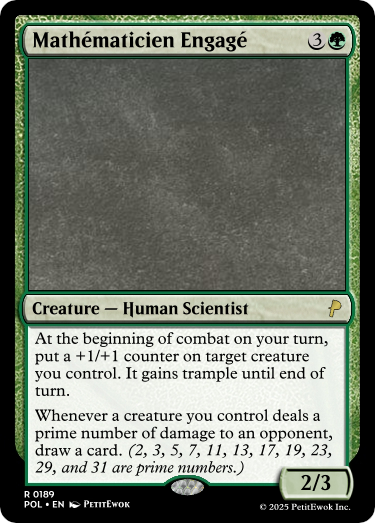 Mathématicien Engagé 3
Creature — Human Scientist
At the beginning of combat on your turn,
put a +1/+1 counter on target creature
you control. It gains trample until end of
turn.
Whenever a creature you control deals a
prime number of damage to an opponent,
draw a card. (2, 3, 5, 7, 11, 13, 17, 19, 23,
29, and 31 are prime numbers.)
2/3
R 0189
POL • EN PetitEwok
© 2025 PetitEwok Inc.